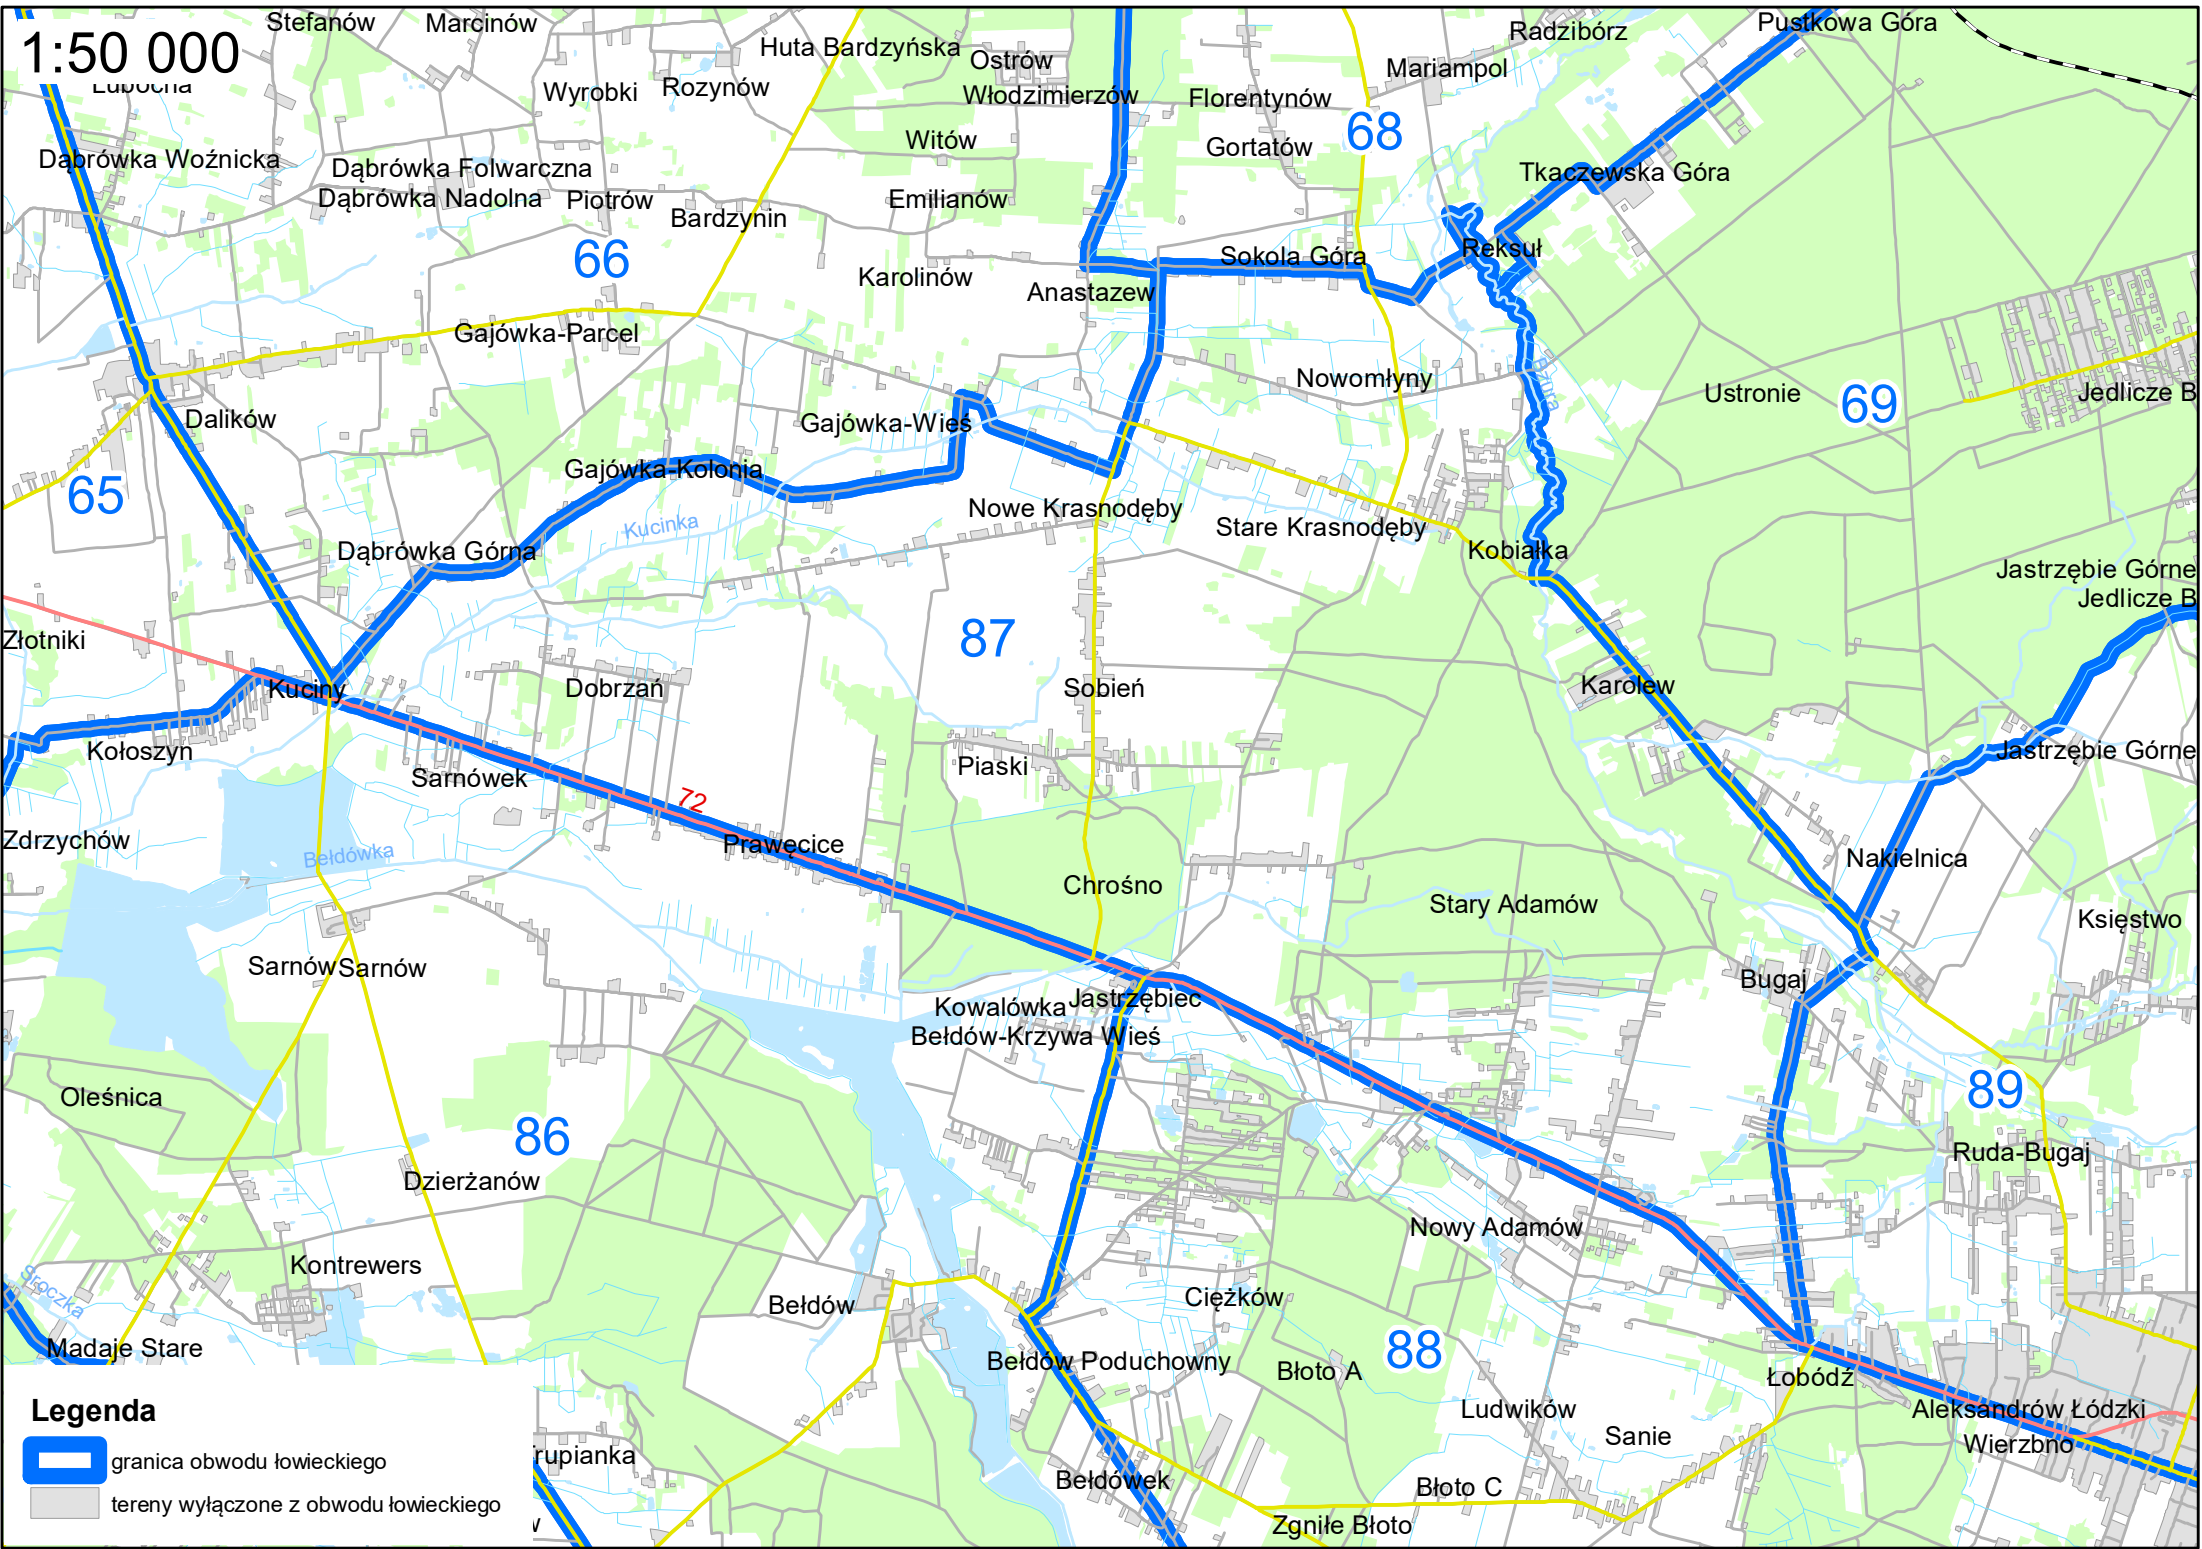 1:50 000
Stefanów
Marcinów
Huta Bardzyńska
Ostrów
Radzibórz
Pustkowa Góra
Mariampol
Lubocha
Wyrobki
Rozynów
Włodzimierzów
Florentynów
68
Witów
Gortatów
Dąbrówka Woźnicka
Dąbrówka Folwarczna
Tkaczewska Góra
Dąbrówka Nadolna
Piotrów
Emilianów
Bardzynin
66
Sokola Góra
Reksuł
Karolinów
Anastazew
Gajówka-Parcel
Nowomłyny
Bzura
Ustronie
69
Jedlicze B
Dalików
Gajówka-Wieś
65
Gajówka-Kolonia
Nowe Krasnodęby
Kucinka
Stare Krasnodęby
Dąbrówka Górna
Kobiałka
Jastrzębie Górne
Jedlicze B
Złotniki
87
Kuciny
Dobrzań
Sobień
Karolew
Kołoszyn
Sarnówek
Piaski
Jastrzębie Górne
72
Zdrzychów
Bełdówka
Prawęcice
Nakielnica
Chrośno
Stary Adamów
Księstwo
Sarnów
Sarnów
Bugaj
Kowalówka
Jastrzębiec
Bełdów-Krzywa Wieś
Oleśnica
86
89
Ruda-Bugaj
Dzierżanów
Nowy Adamów
Kontrewers
Sroczka
Bełdów
Ciężków
Madaje Stare
Bełdów Poduchowny
Błoto A
88
Łobódź
Legenda
Ludwików
Aleksandrów Łódzki
Sanie
Wierzbno
granica obwodu łowieckiego
rupianka
Bełdówek
Błoto C
tereny wyłączone z obwodu łowieckiego
Zgniłe Błoto